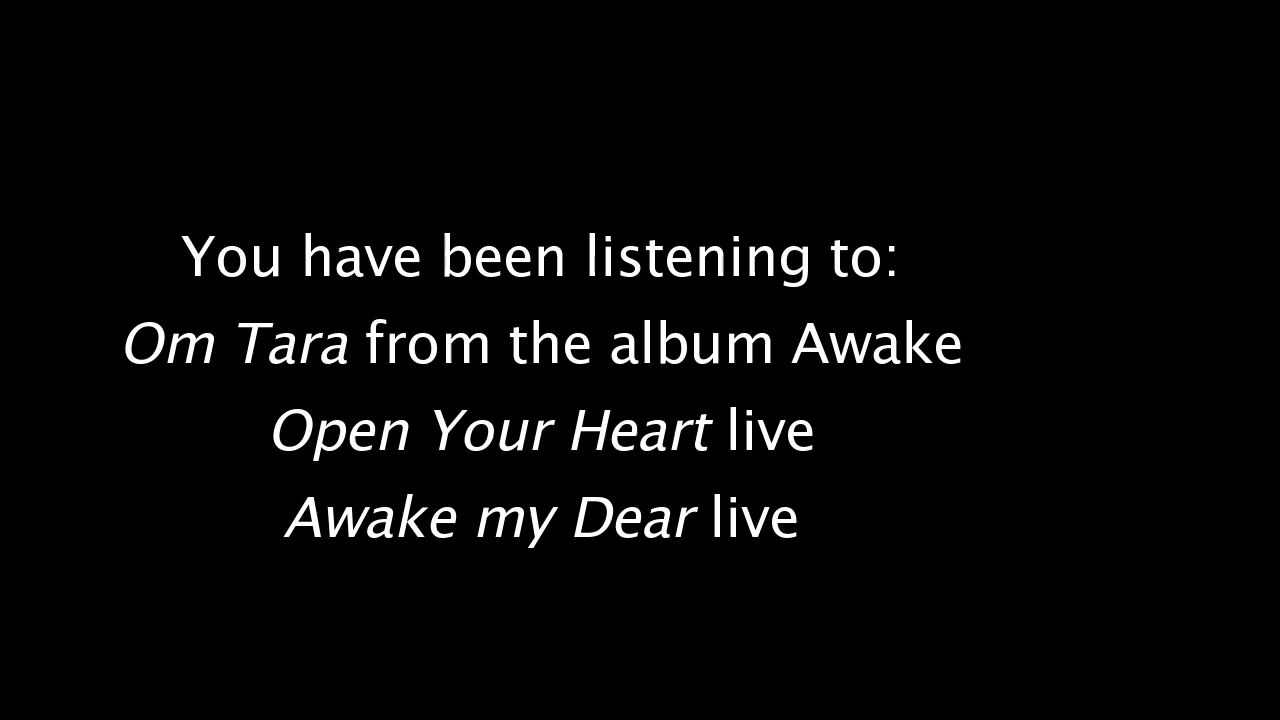 You have been listening to:
Om Tara from the album Awake
Open Your Heart live
Awake my Dear live